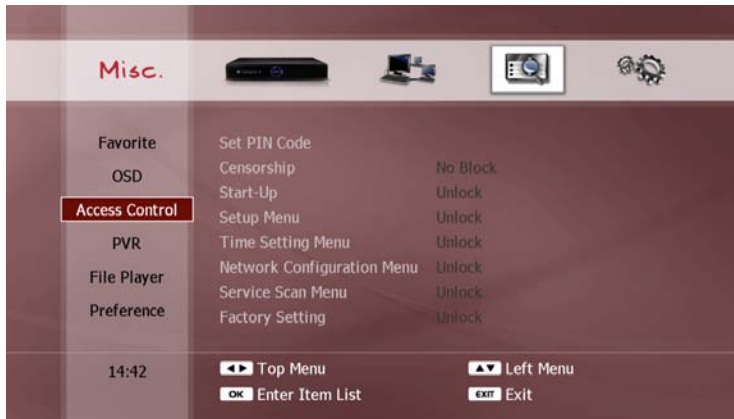 Misc.
Favorite
OSD
Access Control
PVR
File Player
Preference
14:42
Set PIN Code
Censorship No Block
Start-Up Unlock
Setup Menu Unlock
Time Setting Menu Unlock
Network Configuration Menu Unlock
Service Scan Menu Unlock
Factory Setting Unlock
Top Menu
Left Menu
OK Enter Item List
EXIT Exit